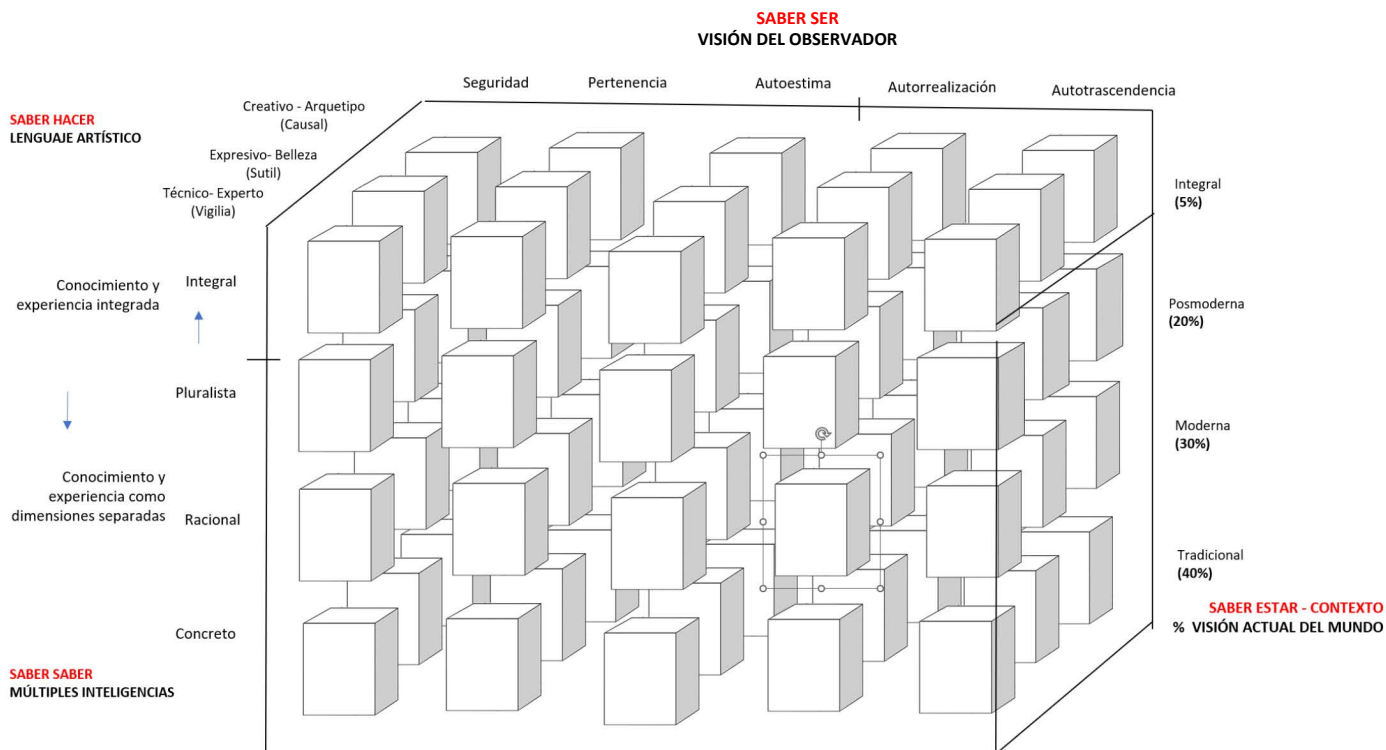 SABER SER
VISIÓN DEL OBSERVADOR
Seguridad
Pertenencia
Autoestima
Autorrealización
Autotrascendencia
SABER HACER
LENGUAJE ARTÍSTICO
Creativo - Arquetipo
(Causal)
Expresivo- Belleza
(Sutil)
Técnico- Experto
(Vigilia)
Integral
(5%)
Conocimiento y
experiencia integrada
Integral
Posmoderna
(20%)
Pluralista
Moderna
(30%)
Conocimiento y
experiencia como
dimensiones separadas
Racional
Tradicional
(40%)
SABER ESTAR - CONTEXTO
% VISIÓN ACTUAL DEL MUNDO
Concreto
SABER SABER
MÚLTIPLES INTELIGENCIAS